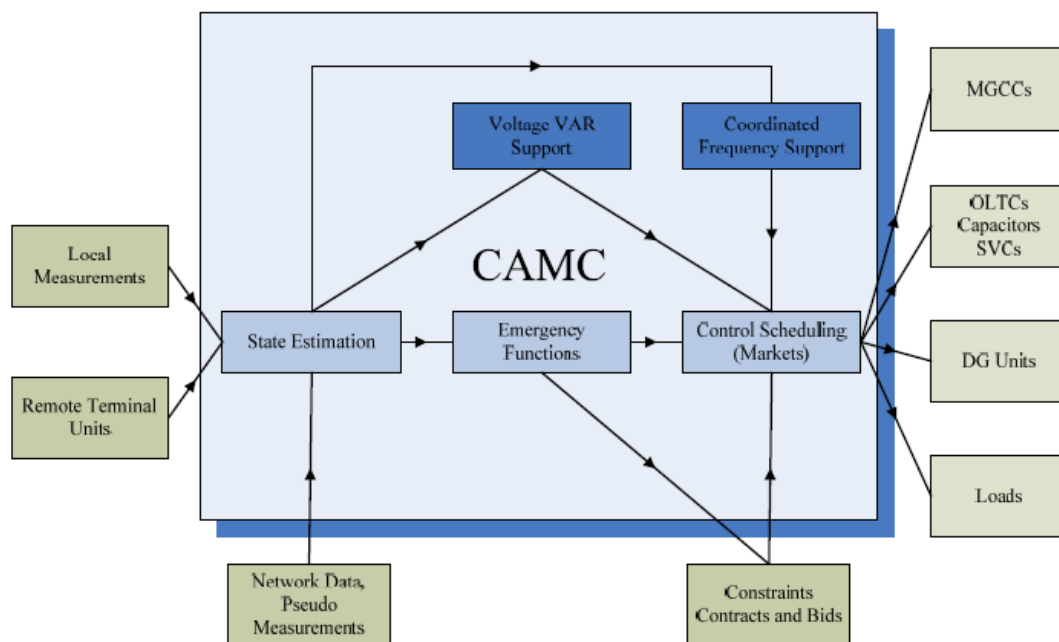 Voltage VAR
Support
Coordinated
Frequency Support
MGCCs
OLTCs
Capacitors
SVCs
Local
Measurements
CAMC
State Estimation
Emergency
Functions
Control Scheduling
(Markets)
DG Units
Remote Terminal
Units
Loads
Network Data,
Pseudo
Measurements
Constraints
Contracts and Bids